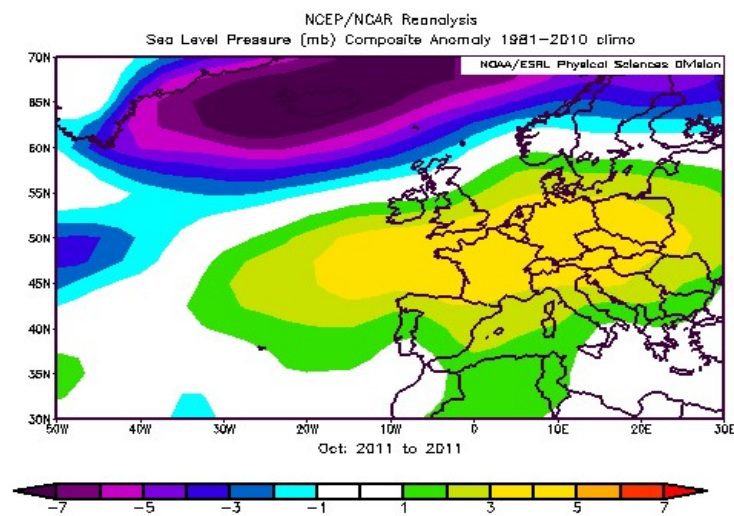 NCEP/NCAR Reanalysis
Sea Level Pressure (mb) Composite Anomaly 1981-2010 clim­o
NOAA/ESRL Physical Sciences Division
70N
65N
60N
55N
50N
45N
40N
35N
30N
50W 40W 30W 20W 10W 0 10E 20E 30E
Oct: 2011 to 2011
-7 -5 -3 -1 1 3 5 7